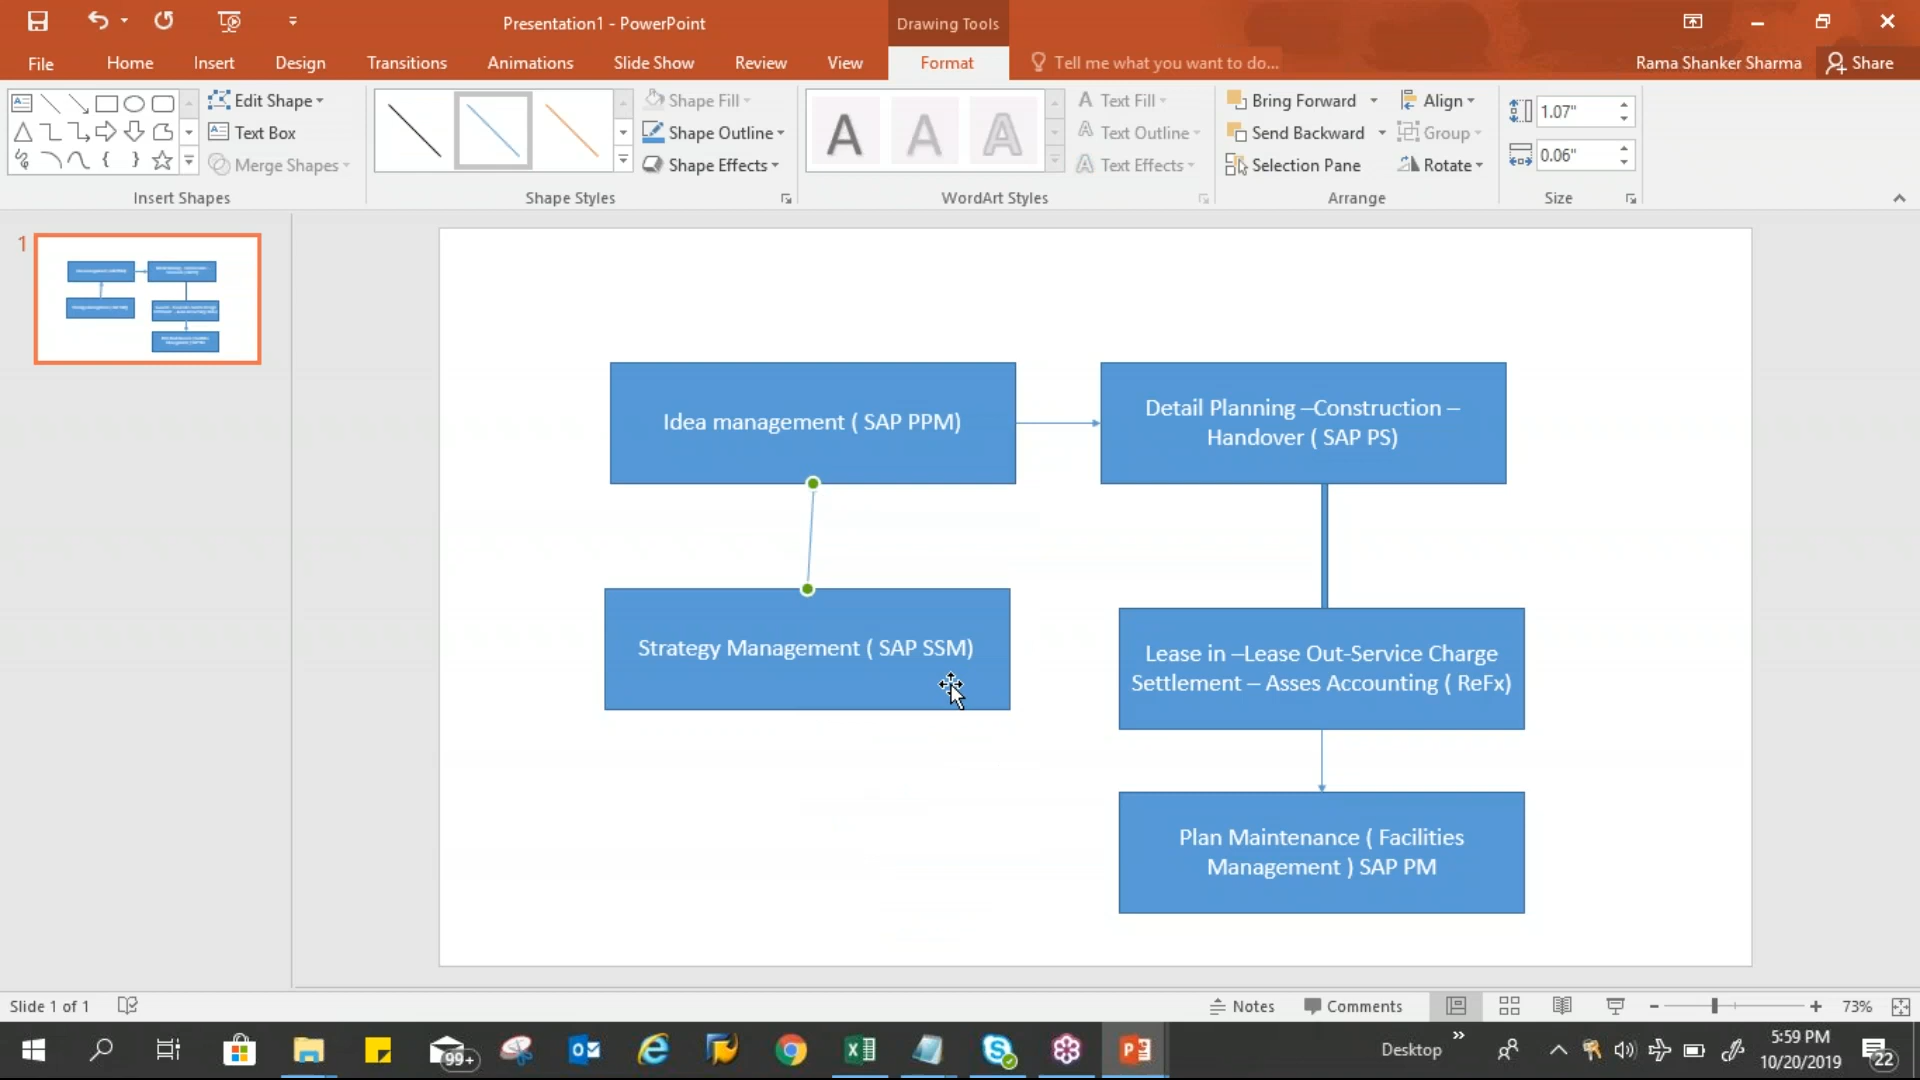 Presentation1 - PowerPoint
Drawing Tools
File
Home
Insert
Design
Transitions
Animations
Slide Show
Review
View
Format
Tell me what you want to do...
Rama Shanker Sharma
Share
Edit Shape
Text Box
Merge Shapes
Insert Shapes
Shape Fill
Shape Outline
Shape Effects
Shape Styles
A A A
Text Fill
Text Outline
Text Effects
WordArt Styles
Bring Forward
Send Backward
Selection Pane
Align
Group
Rotate
Arrange
1.07"
0.06"
Size
1
Idea management ( SAP PPM)
Detail Planning –Construction –
Handover ( SAP PS)
Strategy Management ( SAP SSM)
Lease in –Lease Out-Service Charge
Settlement – Asses Accounting ( ReFx)
Plan Maintenance ( Facilities
Management ) SAP PM
Slide 1 of 1
Notes
Comments
73%
99+
Desktop
5:59 PM
10/20/2019
22